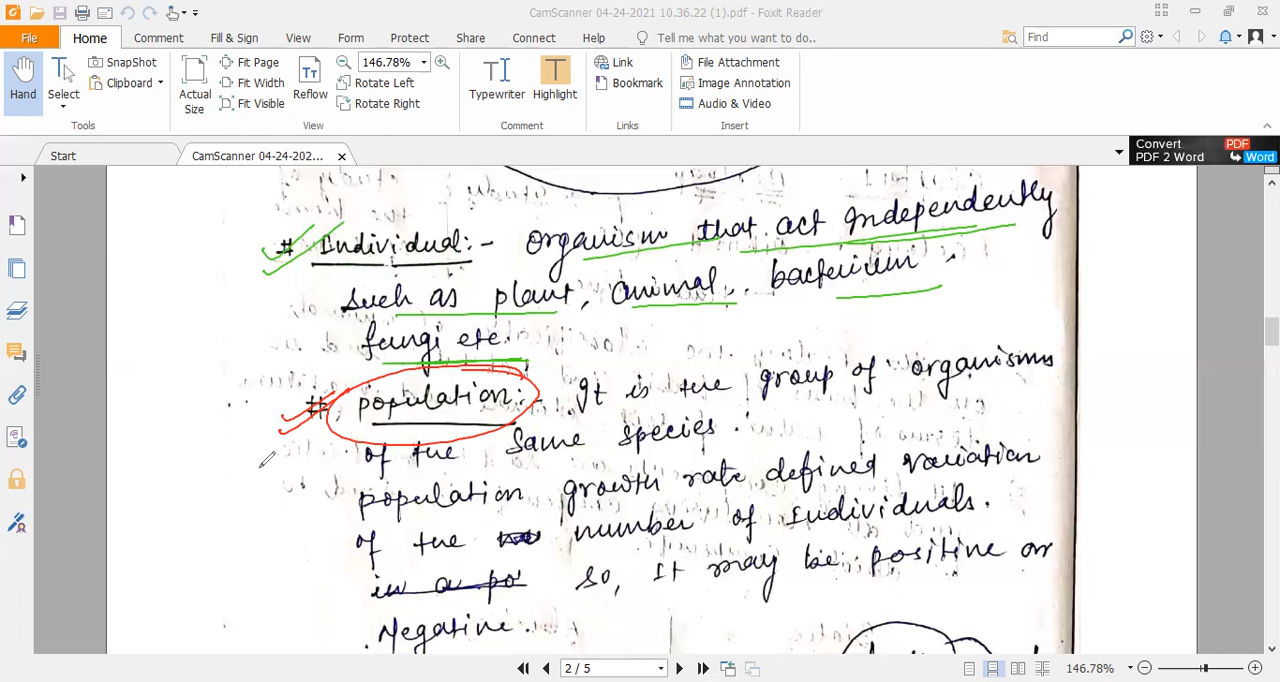 CamScanner 04-24-2021 10.36.22 (1).pdf - Foxit Reader
File Home Comment Fill & Sign View Form Protect Share Connect Help Tell me what you want to do.. Find
Hand Select SnapShot Clipboard Actual Size Fit Page Fit Width Fit Visible Reflow 146.78% Rotate Left Rotate Right Typewriter Highlight Link Bookmark File Attachment Image Annotation Audio & Video
Tools View Comment Links Insert
Start CamScanner 04-24-202... Convert PDF 2 Word PDF Word
# Individual:- organism that act Independently
such as plant, animal, bacterium,
fungi etc.
# population:- It is the group of organisms
of the same species.
population growth rate defined variation
of the number of Individuals.
in a po so, It may be positive or
Negative.
2 / 5 146.78%